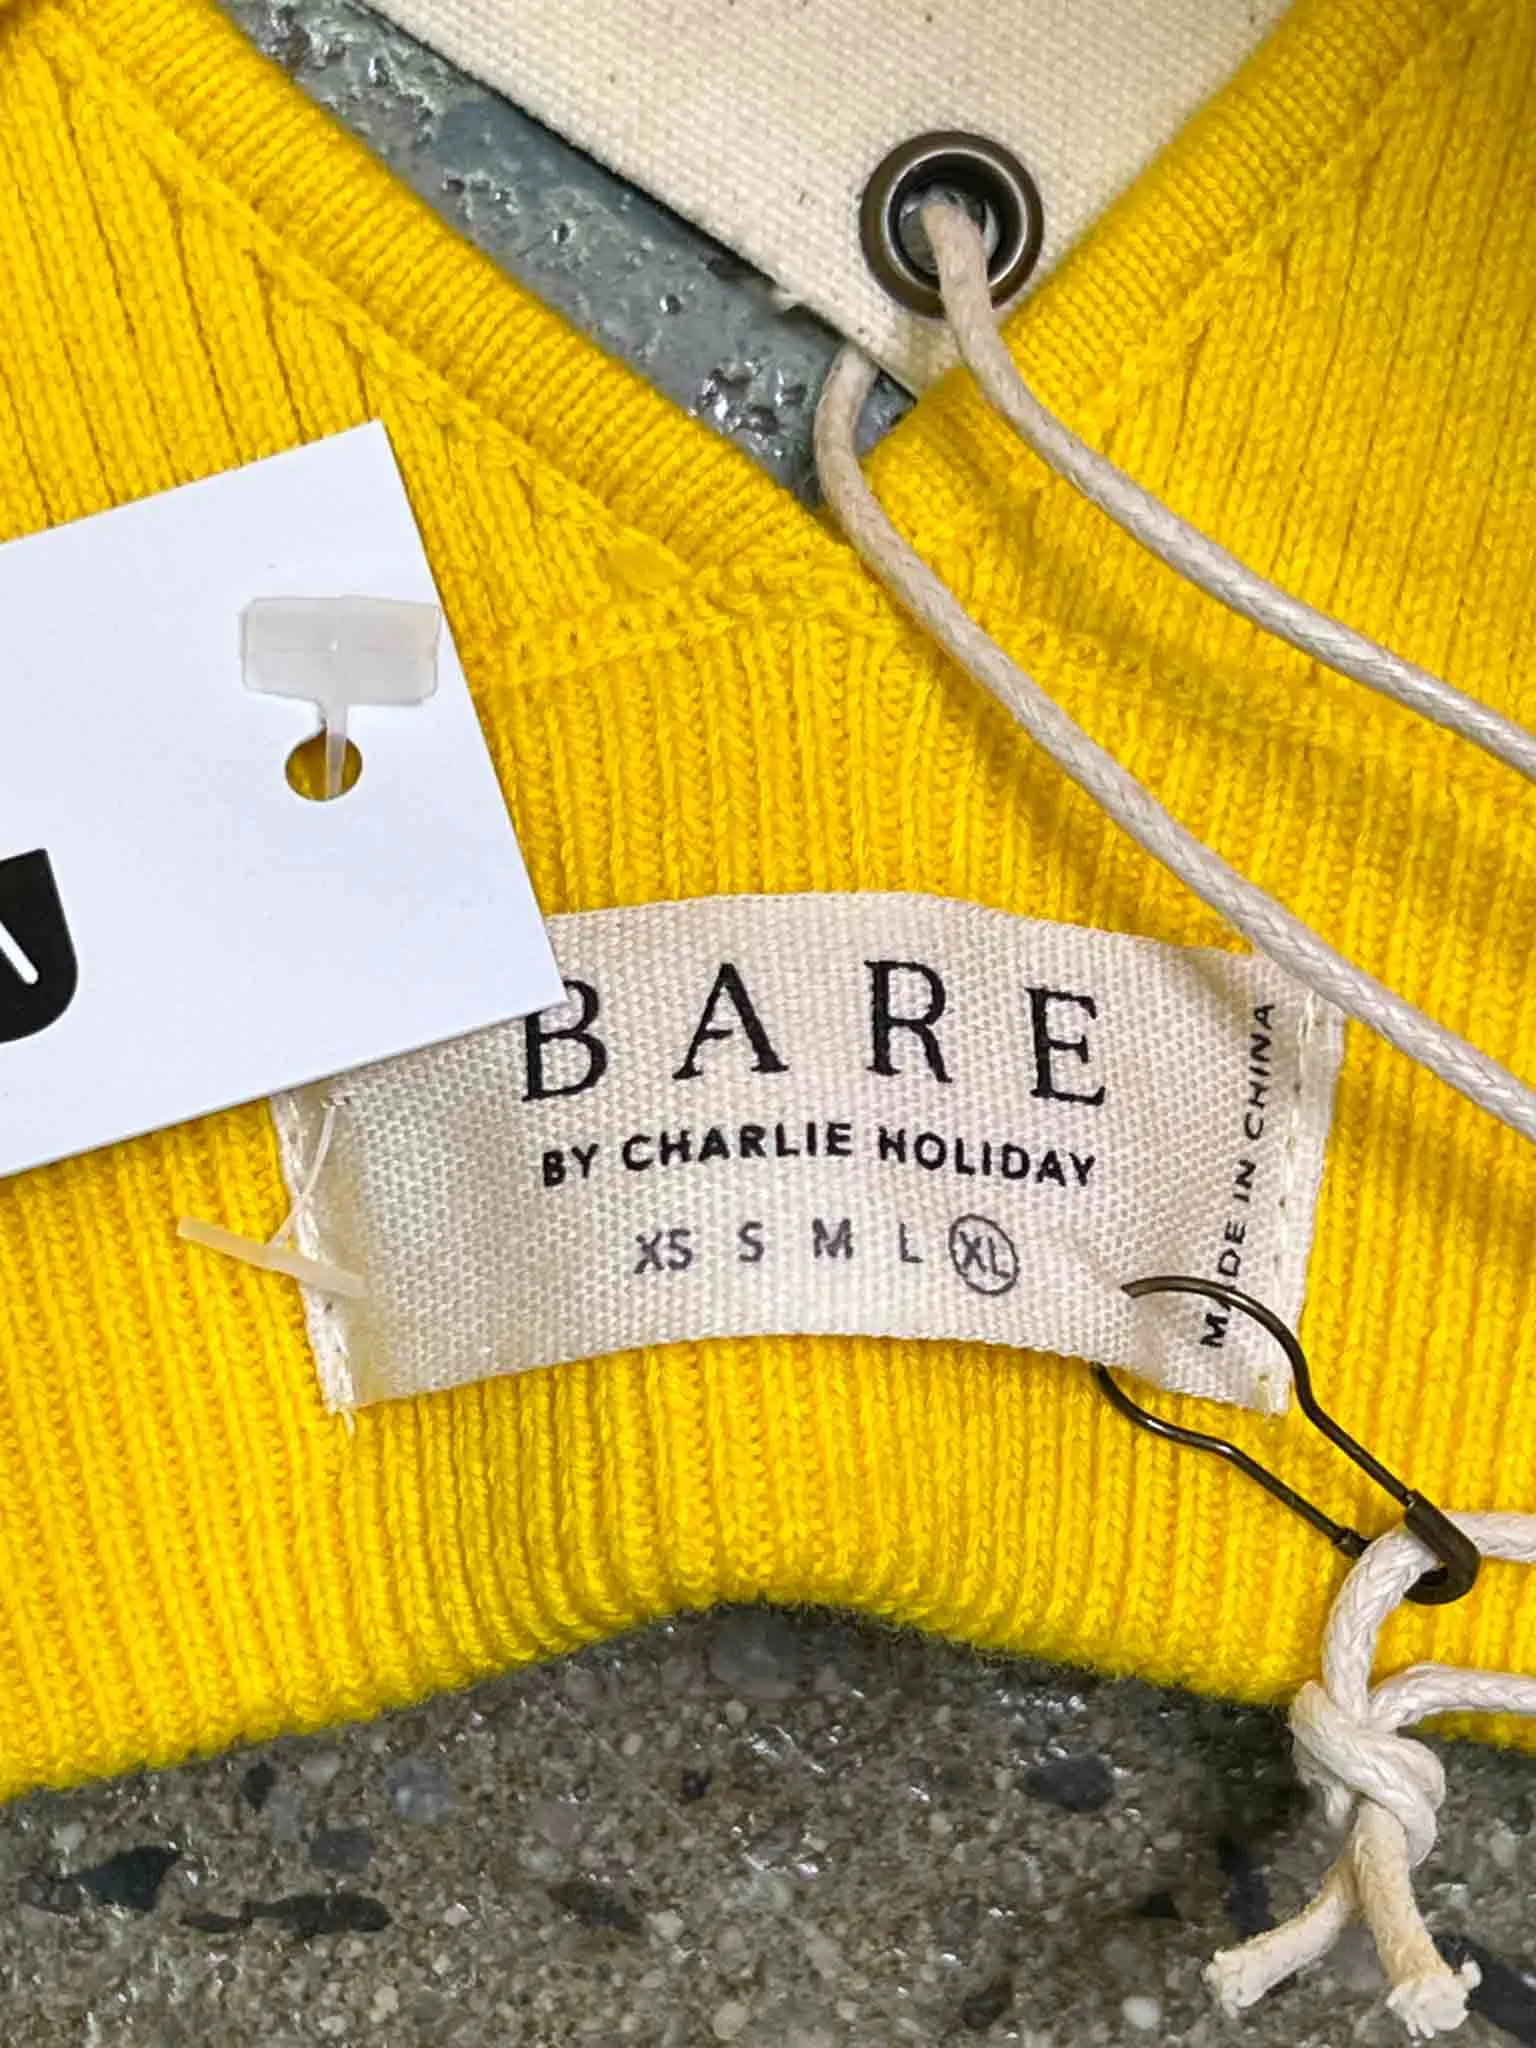 BARE
BY CHARLIE HOLIDAY
XS S M L XL
MADE IN CHINA